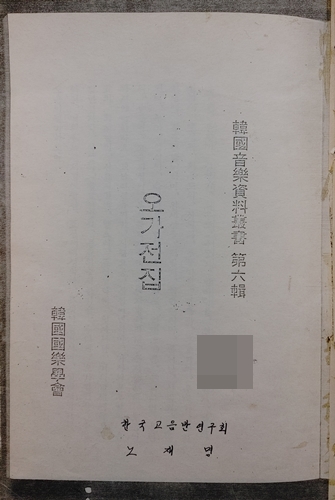 韓國音樂資料叢書 第六輯
오가전집
韓國國樂學會
한국고음반연구회
노재명